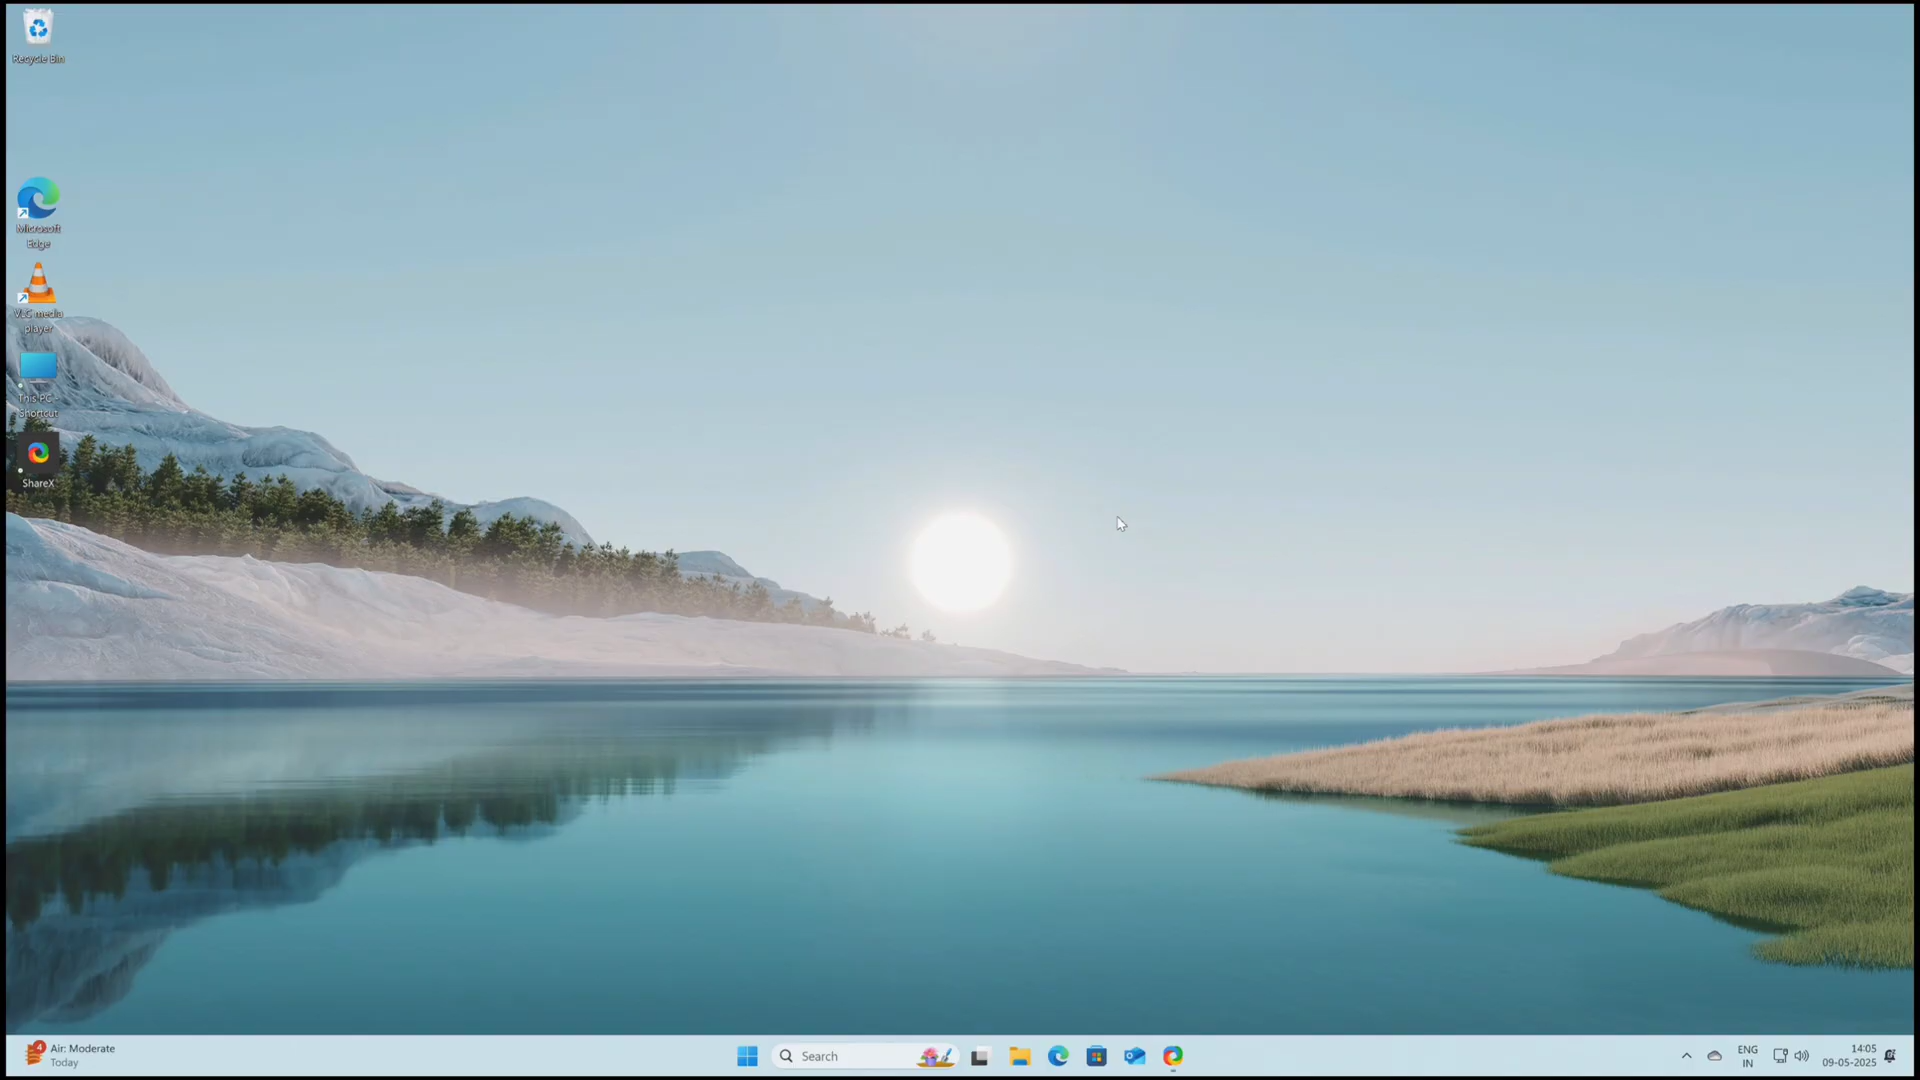 Recycle Bin
Microsoft
Edge
VLC media
player
This PC -
Shortcut
ShareX
4
Air: Moderate
Today
Search
ENG
IN
14:05
09-05-2025